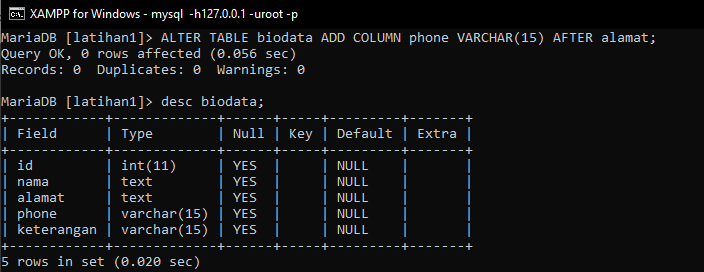 XAMPP for Windows - mysql -h127.0.0.1 -uroot -p
MariaDB [latihan1]> ALTER TABLE biodata ADD COLUMN phone VARCHAR(15) AFTER alamat;
Query OK, 0 rows affected (0.056 sec)
Records: 0  Duplicates: 0  Warnings: 0
MariaDB [latihan1]> desc biodata;
+------------+-------------+------+-----+---------+-------+
| Field      | Type        | Null | Key | Default | Extra |
+------------+-------------+------+-----+---------+-------+
| id         | int(11)     | YES  |     | NULL    |       |
| nama       | text        | YES  |     | NULL    |       |
| alamat     | text        | YES  |     | NULL    |       |
| phone      | varchar(15) | YES  |     | NULL    |       |
| keterangan | varchar(15) | YES  |     | NULL    |       |
+------------+-------------+------+-----+---------+-------+
5 rows in set (0.020 sec)